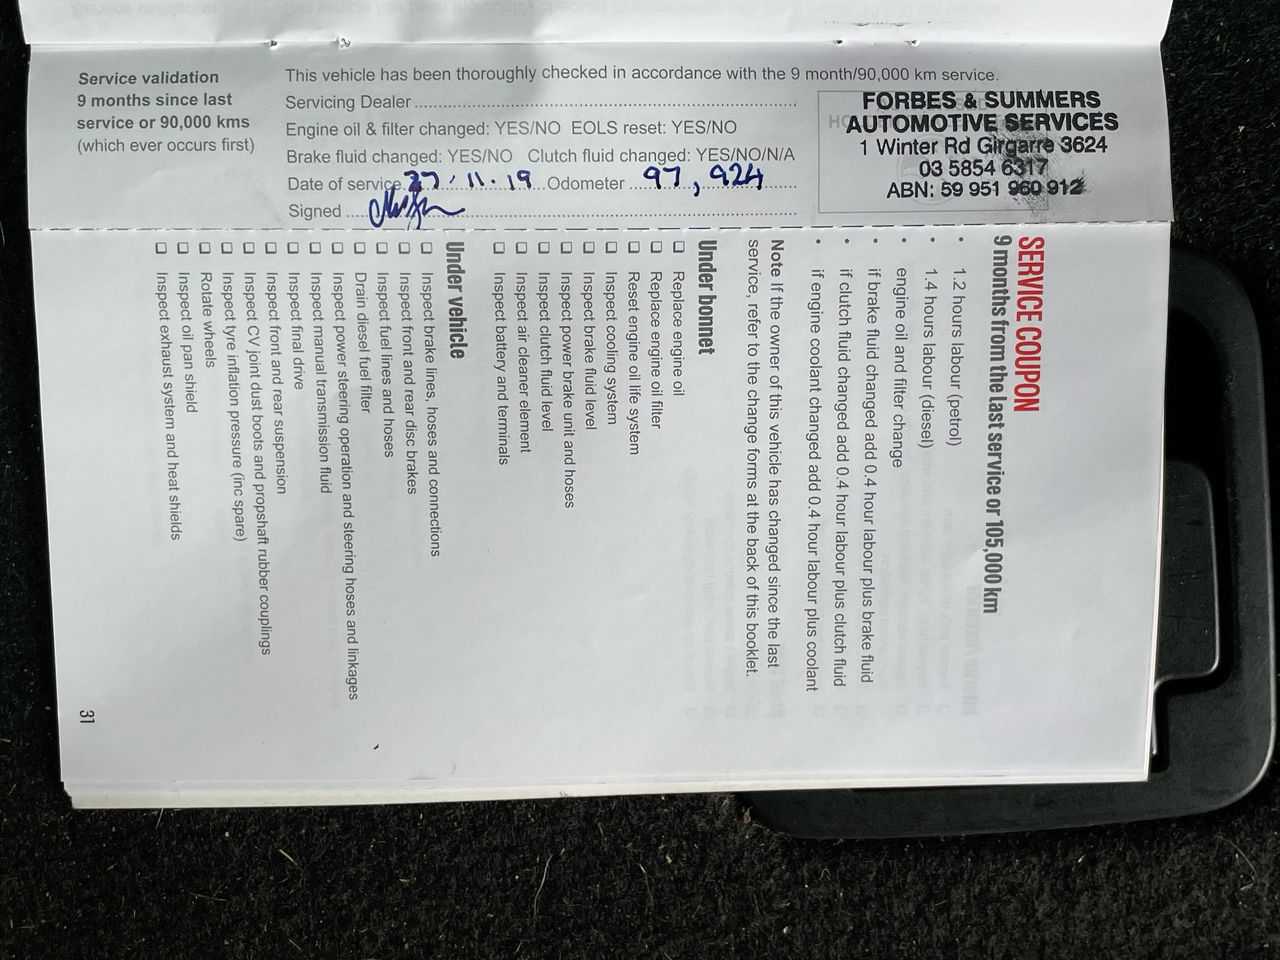 Service validation
9 months since last
service or 90,000 kms
(which ever occurs first)
This vehicle has been thoroughly checked in accordance with the 9 month/90,000 km service.
Servicing Dealer
Engine oil & filter changed: YES/NO EOLS reset: YES/NO
Brake fluid changed: YES/NO Clutch fluid changed: YES/NO/N/A
Date of service 27.11.19 Odometer 97,924
Signed
FORBES & SUMMERS
AUTOMOTIVE SERVICES
1 Winter Rd Girgarre 3624
03 5854 6317
ABN: 59 951 960 912
SERVICE COUPON
9 months from the last service or 105,000 km
• 1.2 hours labour (petrol)
• 1.4 hours labour (diesel)
• engine oil and filter change
• if brake fluid changed add 0.4 hour labour plus brake fluid
• if clutch fluid changed add 0.4 hour labour plus clutch fluid
• if engine coolant changed add 0.4 hour labour plus coolant
Note If the owner of this vehicle has changed since the last
service, refer to the change forms at the back of this booklet.
Under bonnet
☐ Replace engine oil
☐ Replace engine oil filter
☐ Reset engine oil life system
☐ Inspect cooling system
☐ Inspect brake fluid level
☐ Inspect power brake unit and hoses
☐ Inspect clutch fluid level
☐ Inspect air cleaner element
☐ Inspect battery and terminals
Under vehicle
☐ Inspect brake lines, hoses and connections
☐ Inspect front and rear disc brakes
☐ Inspect fuel lines and hoses
☐ Drain diesel fuel filter
☐ Inspect power steering operation and steering hoses and linkages
☐ Inspect manual transmission fluid
☐ Inspect final drive
☐ Inspect front and rear suspension
☐ Inspect CV joint dust boots and propshaft rubber couplings
☐ Inspect tyre inflation pressure (inc spare)
☐ Rotate wheels
☐ Inspect oil pan shield
☐ Inspect exhaust system and heat shields
31